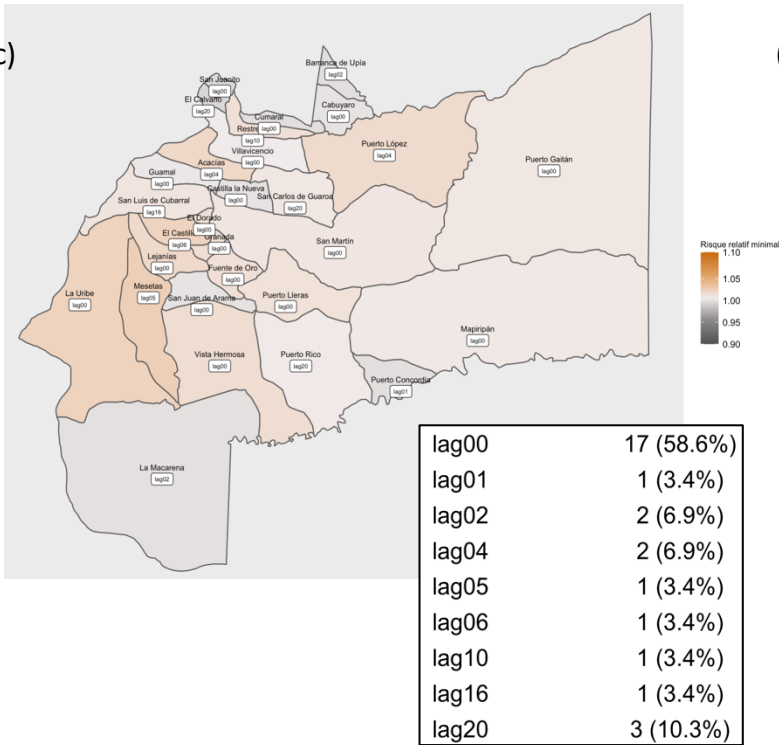 c)
(
Barranca de Upía
lag02
San Juanito
lag00
El Calvario
lag20
Cabuyaro
lag00
Cumaral
lag00
Restre
lag10
Villavicencio
lag00
Puerto López
lag04
Puerto Gaitán
lag00
Acacías
lag04
Guamal
lag00
Castilla la Nueva
lag00
San Carlos de Guaroa
lag20
San Luis de Cubarral
lag16
El Dorado
lag00
El Castill
lag06
Granada
lag00
San Martín
lag00
Lejanías
lag00
Fuente de Oro
lag00
La Uribe
lag00
Mesetas
lag05
San Juan de Arama
lag00
Puerto Lleras
lag00
Mapiripán
lag00
Vista Hermosa
lag00
Puerto Rico
lag20
Puerto Concordia
lag01
La Macarena
lag02
Risque relatif minimal
1.10
1.05
1.00
0.95
0.90
lag00 17 (58.6%)
lag01 1 (3.4%)
lag02 2 (6.9%)
lag04 2 (6.9%)
lag05 1 (3.4%)
lag06 1 (3.4%)
lag10 1 (3.4%)
lag16 1 (3.4%)
lag20 3 (10.3%)